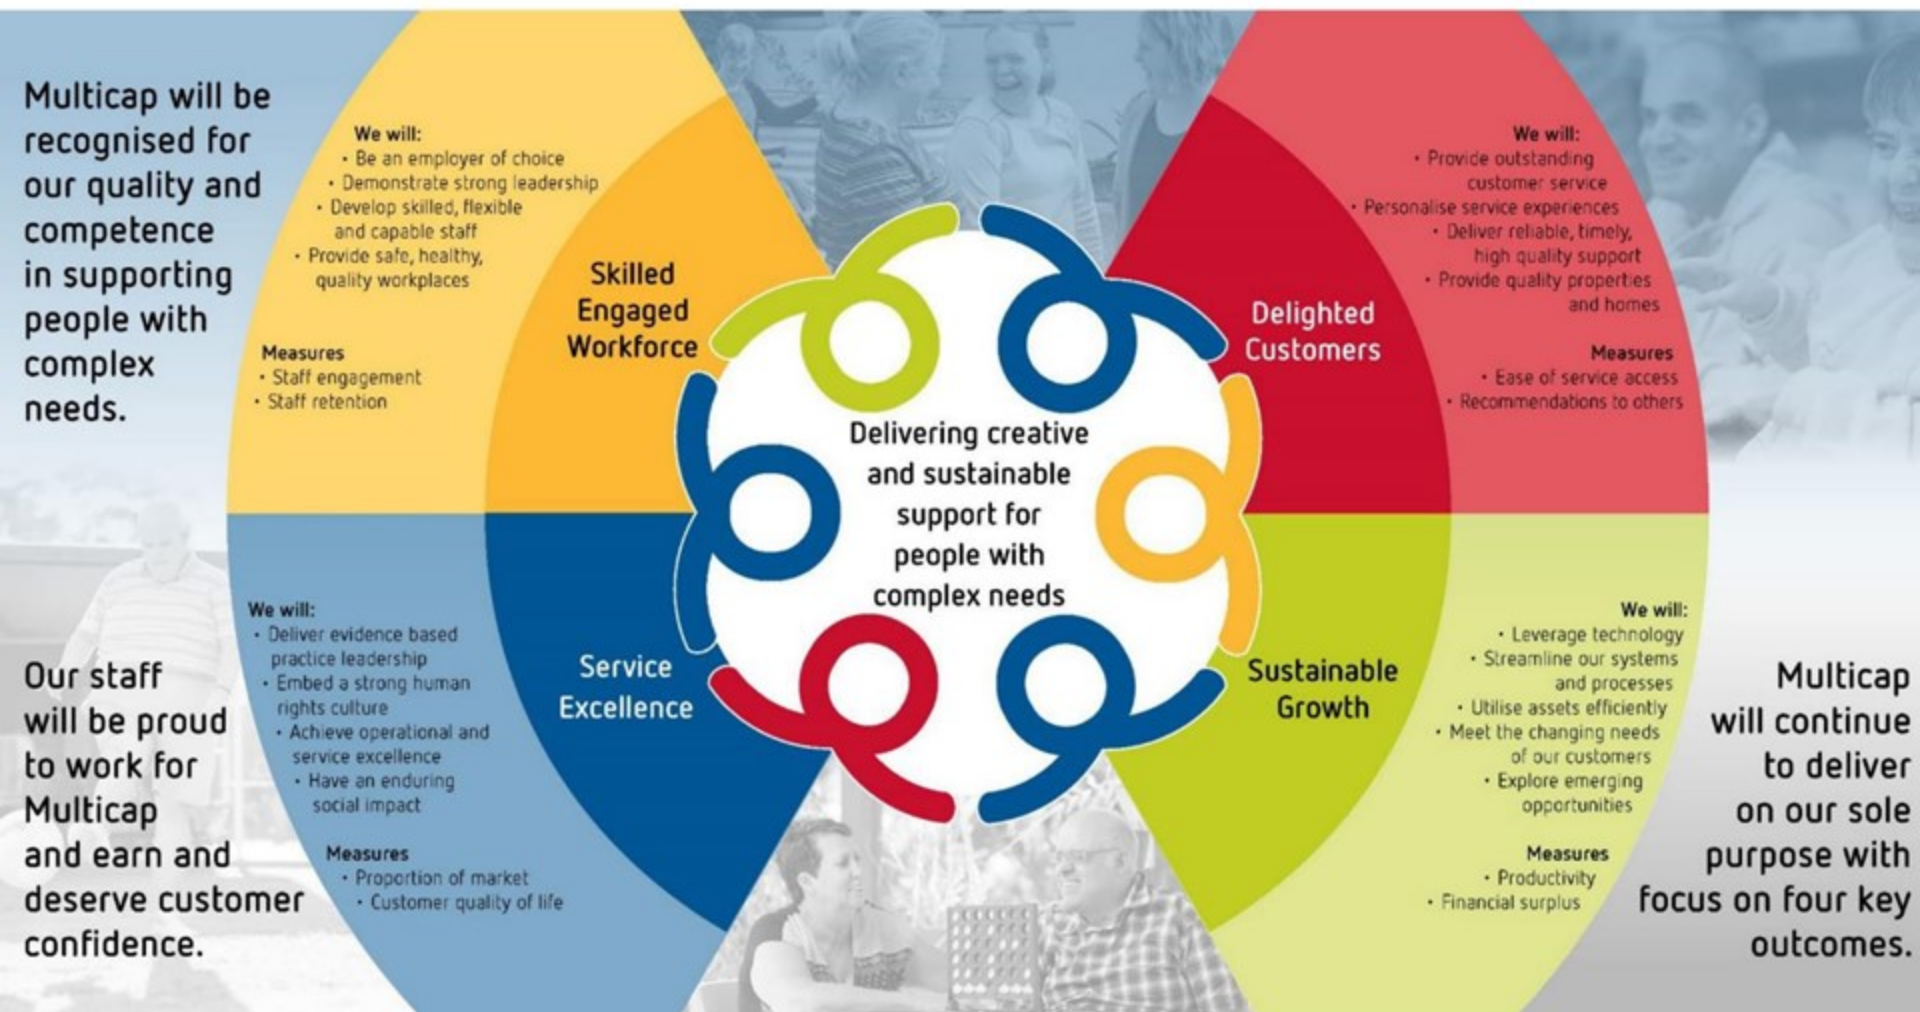 Multicap will be
recognised for
our quality and
competence
in supporting
people with
complex
needs.
Our staff
will be proud
to work for
Multicap
and earn and
deserve customer
confidence.
We will:
• Be an employer of choice
• Demonstrate strong leadership
• Develop skilled, flexible
and capable staff
• Provide safe, healthy,
quality workplaces
Measures
• Staff engagement
• Staff retention
Skilled
Engaged
Workforce
We will:
• Deliver evidence based
practice leadership
• Embed a strong human
rights culture
• Achieve operational and
service excellence
• Have an enduring
social impact
Measures
• Proportion of market
• Customer quality of life
Service
Excellence
Delivering creative
and sustainable
support for
people with
complex needs
Delighted
Customers
We will:
• Provide outstanding
customer service
• Personalise service experiences
• Deliver reliable, timely,
high quality support
• Provide quality properties
and homes
Measures
• Ease of service access
• Recommendations to others
Sustainable
Growth
We will:
• Leverage technology
• Streamline our systems
and processes
• Utilise assets efficiently
• Meet the changing needs
of our customers
• Explore emerging
opportunities
Measures
• Productivity
• Financial surplus
Multicap
will continue
to deliver
on our sole
purpose with
focus on four key
outcomes.